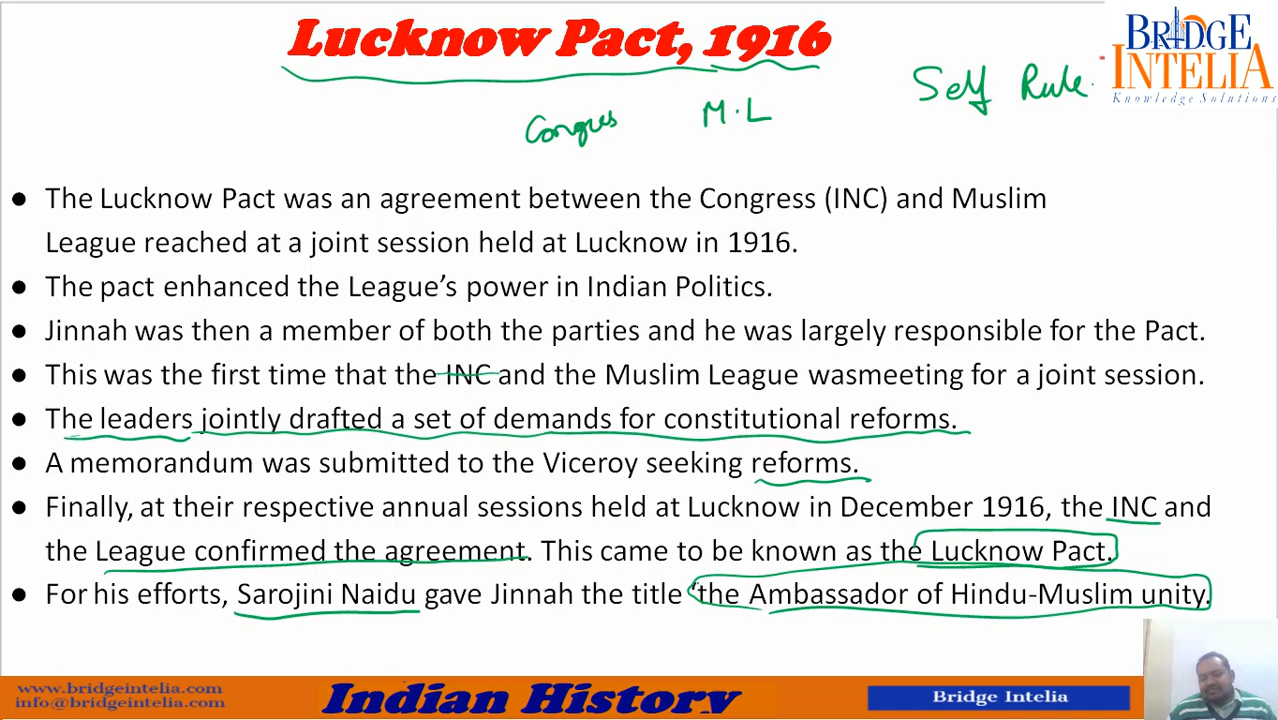 Lucknow Pact, 1916
BRIDGE
INTELIA
Knowledge Solutions
Self Rule
Congres M.L
● The Lucknow Pact was an agreement between the Congress (INC) and Muslim
League reached at a joint session held at Lucknow in 1916.
● The pact enhanced the League’s power in Indian Politics.
● Jinnah was then a member of both the parties and he was largely responsible for the Pact.
● This was the first time that the INC and the Muslim League wasmeeting for a joint session.
● The leaders jointly drafted a set of demands for constitutional reforms.
● A memorandum was submitted to the Viceroy seeking reforms.
● Finally, at their respective annual sessions held at Lucknow in December 1916, the INC and
the League confirmed the agreement. This came to be known as the Lucknow Pact.
● For his efforts, Sarojini Naidu gave Jinnah the title ‘the Ambassador of Hindu-Muslim unity.
www.bridgeintelia.com
info@bridgeintelia.com
Indian History
Bridge Intelia